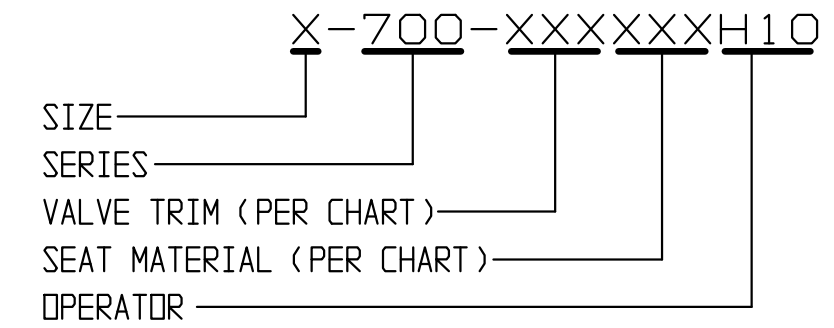 X-700-XXXXXXH10
SIZE
SERIES
VALVE TRIM (PER CHART)
SEAT MATERIAL (PER CHART)
OPERATOR